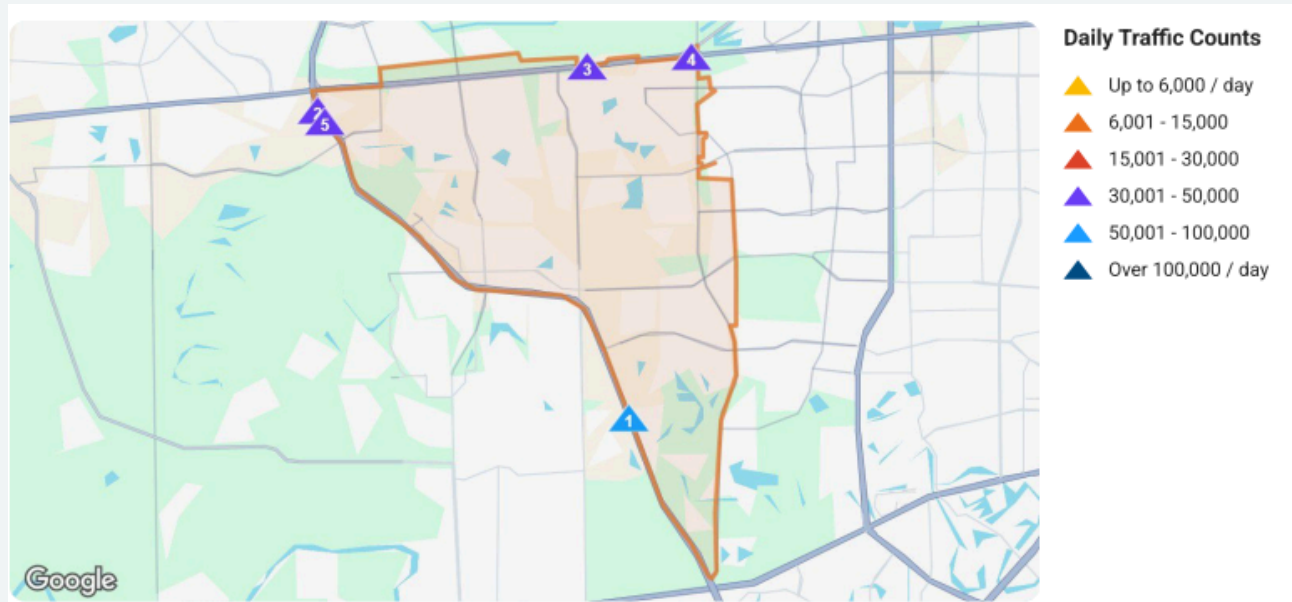 Daily Traffic Counts
Up to 6,000 / day
6,001 - 15,000
15,001 - 30,000
30,001 - 50,000
50,001 - 100,000
Over 100,000 / day
4
3
2
5
1
Google